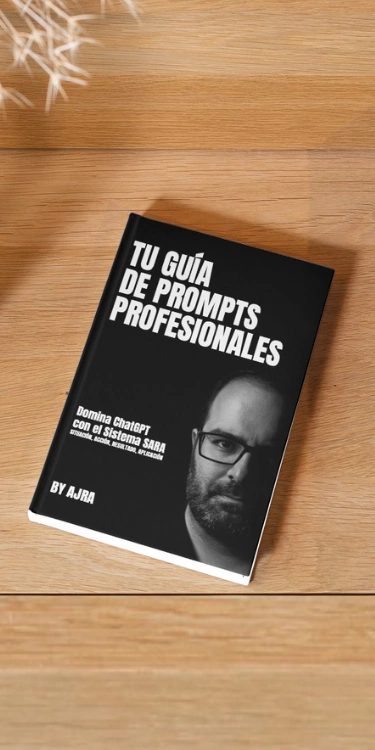 TU GUÍA
DE PROMPTS
PROFESIONALES
Domina ChatGPT
con el Sistema SARA
SITUACIÓN, ACCIÓN, RESULTADO, APLICACIÓN
BY AJRA